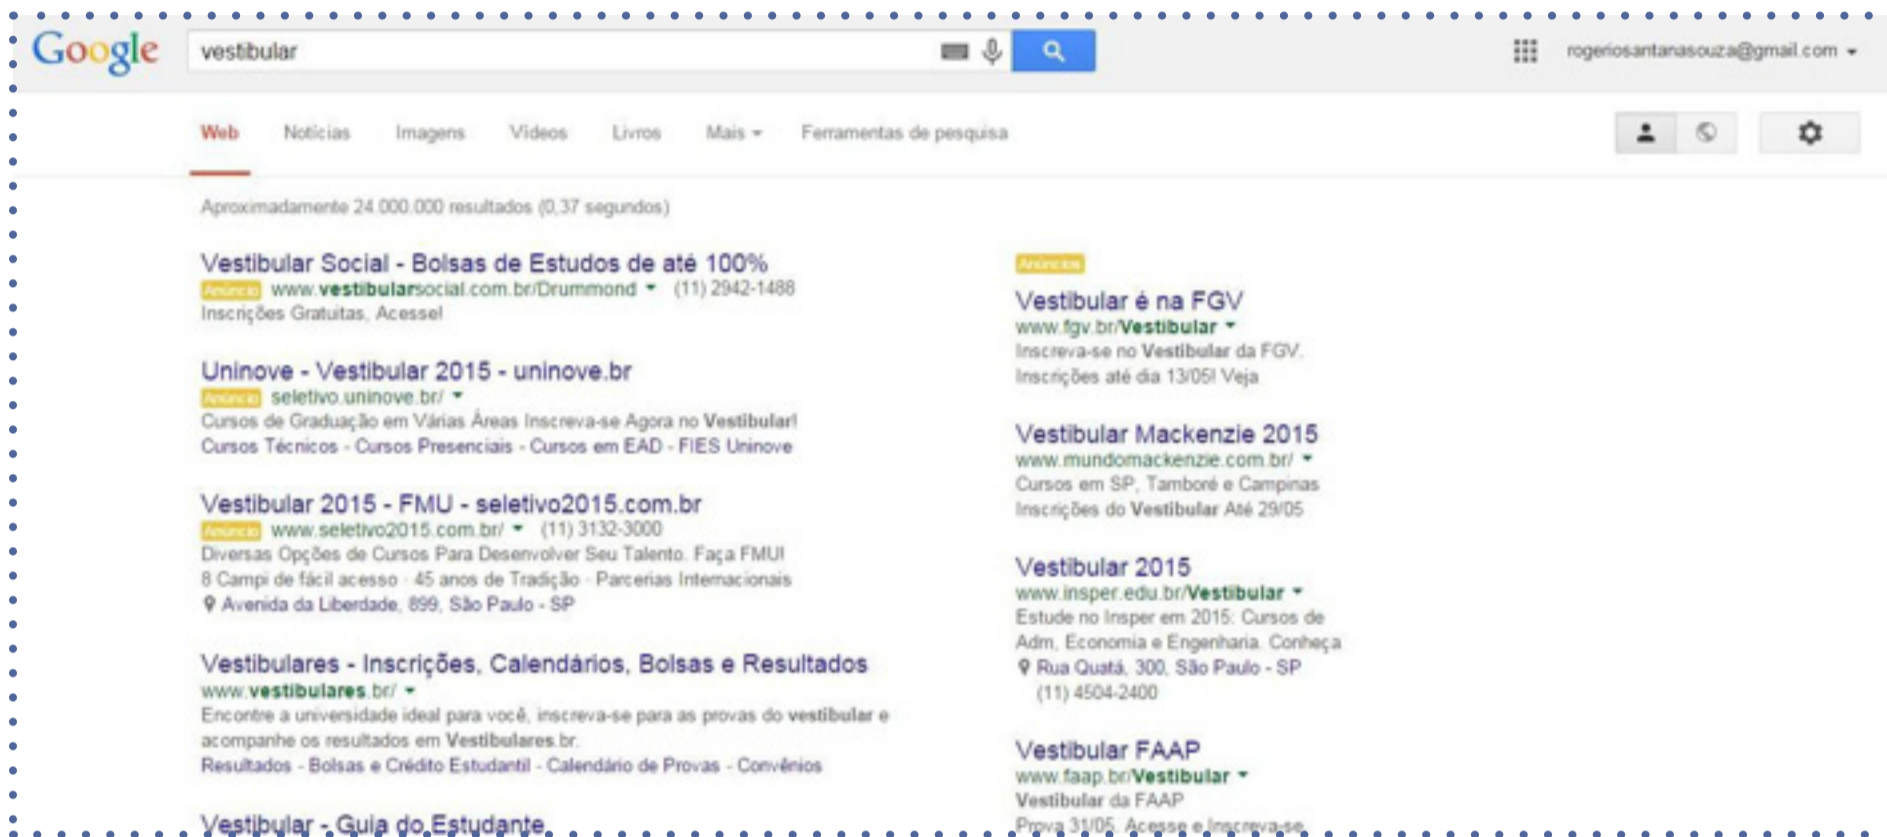 Google
vestibular
rogeriosantanasouza@gmail.com
Web Notícias Imagens Vídeos Livros Mais Ferramentas de pesquisa
Aproximadamente 24.000.000 resultados (0,37 segundos)
Vestibular Social - Bolsas de Estudos de até 100%
Anúncio www.vestibularsocial.com.br/Drummond (11) 2942-1488
Inscrições Gratuitas, Acesse!
Uninove - Vestibular 2015 - uninove.br
Anúncio seletivo.uninove.br/
Cursos de Graduação em Várias Áreas Inscreva-se Agora no Vestibular!
Cursos Técnicos - Cursos Presenciais - Cursos em EAD - FIES Uninove
Vestibular 2015 - FMU - seletivo2015.com.br
Anúncio www.seletivo2015.com.br/ (11) 3132-3000
Diversas Opções de Cursos Para Desenvolver Seu Talento. Faça FMU!
8 Campi de fácil acesso · 45 anos de Tradição · Parcerias Internacionais
Avenida da Liberdade, 899, São Paulo - SP
Vestibulares - Inscrições, Calendários, Bolsas e Resultados
www.vestibulares.br/
Encontre a universidade ideal para você, inscreva-se para as provas do vestibular e
acompanhe os resultados em Vestibulares.br.
Resultados - Bolsas e Crédito Estudantil - Calendário de Provas - Convênios
Vestibular - Guia do Estudante
Anúncios
Vestibular é na FGV
www.fgv.br/Vestibular
Inscreva-se no Vestibular da FGV.
Inscrições até dia 13/05! Veja
Vestibular Mackenzie 2015
www.mundomackenzie.com.br/
Cursos em SP, Tamboré e Campinas
Inscrições do Vestibular Até 29/05
Vestibular 2015
www.insper.edu.br/Vestibular
Estude no Insper em 2015: Cursos de
Adm, Economia e Engenharia. Conheça
Rua Quatá, 300, São Paulo - SP
(11) 4504-2400
Vestibular FAAP
www.faap.br/Vestibular
Vestibular da FAAP
Prova 31/05. Acesse e Inscreva-se.